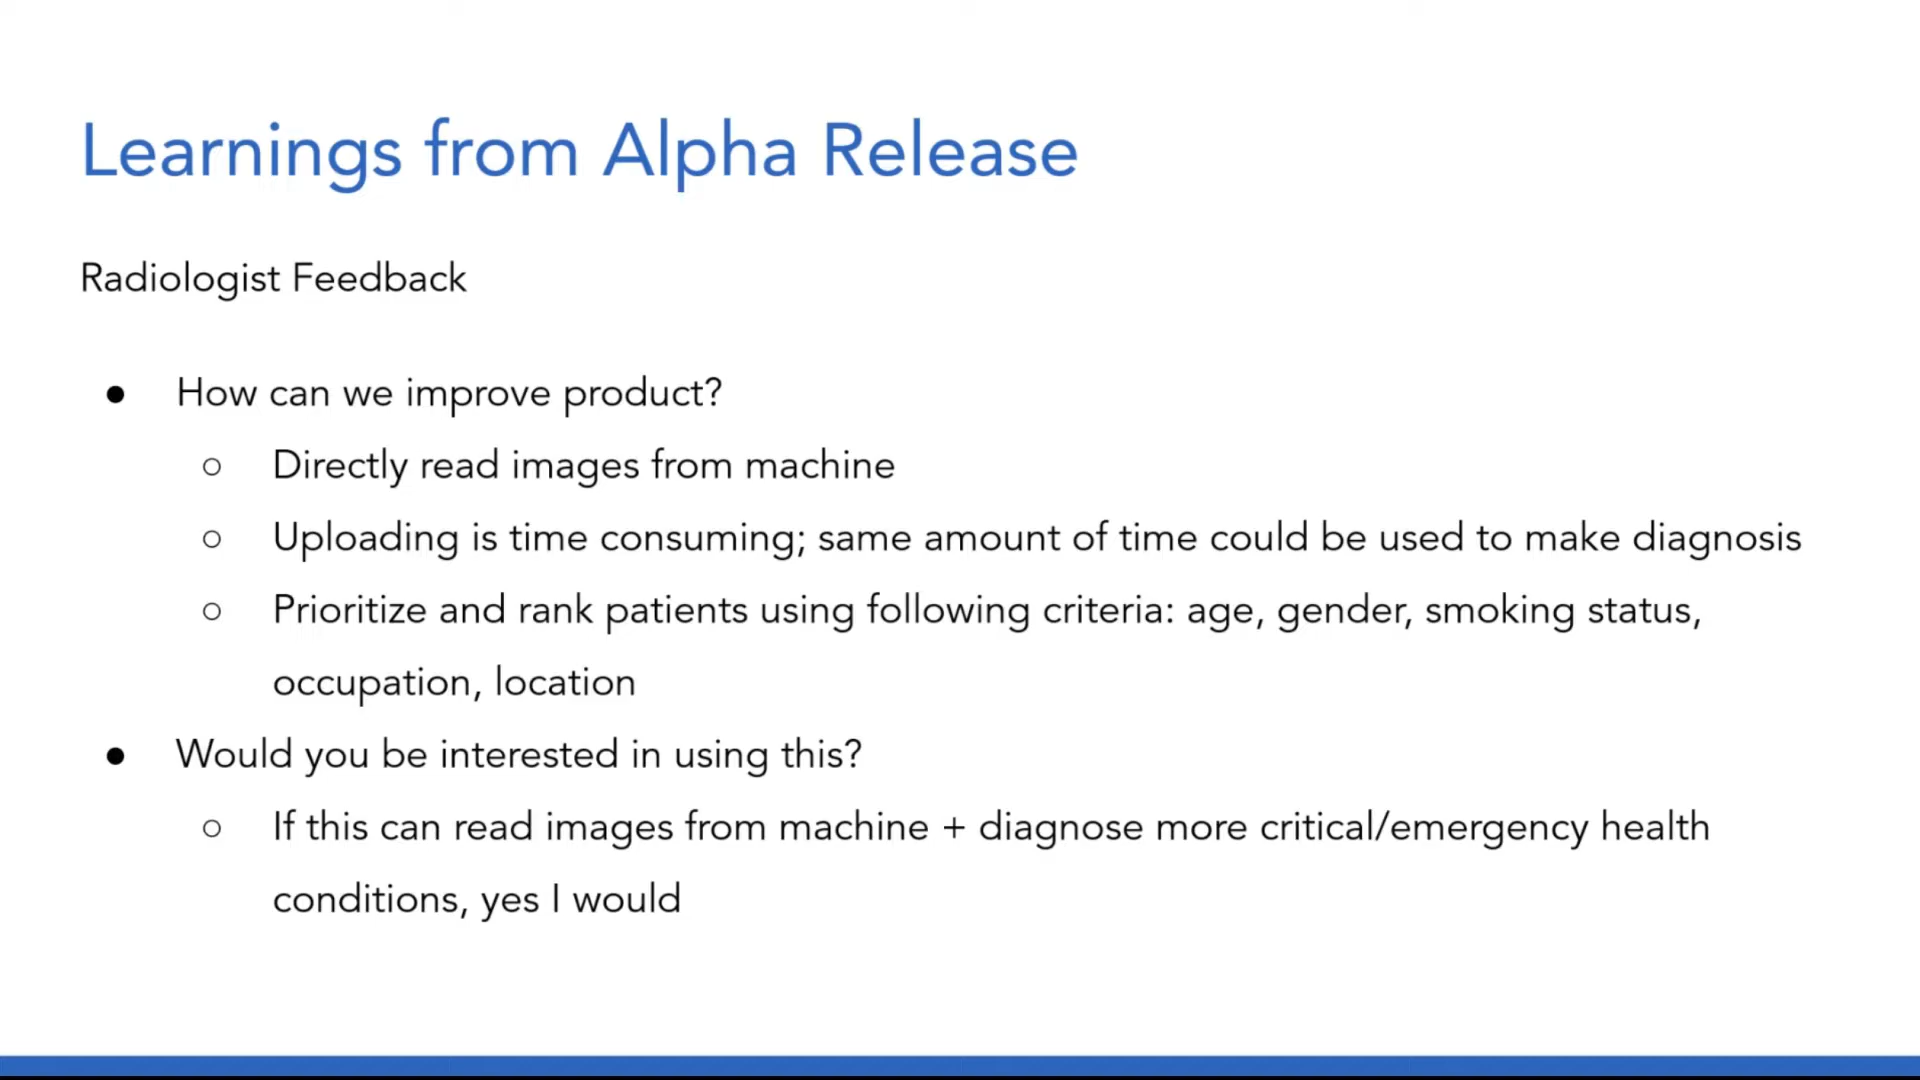 Learnings from Alpha Release
Radiologist Feedback
● How can we improve product?
○ Directly read images from machine
○ Uploading is time consuming; same amount of time could be used to make diagnosis
○ Prioritize and rank patients using following criteria: age, gender, smoking status,
occupation, location
● Would you be interested in using this?
○ If this can read images from machine + diagnose more critical/emergency health
conditions, yes I would